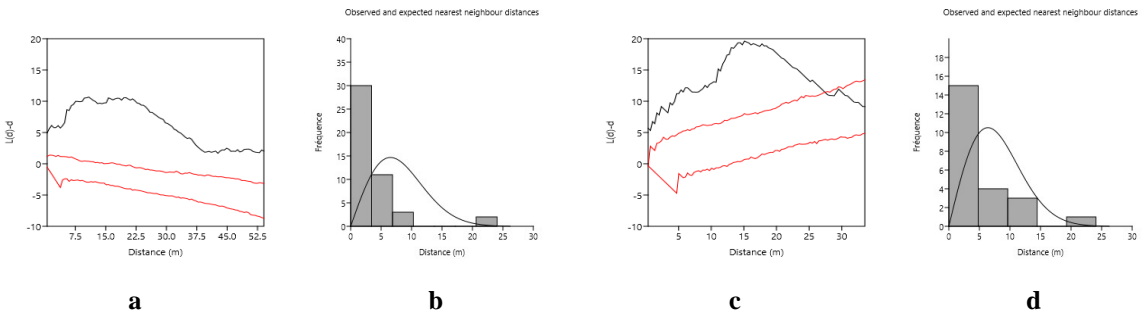 Observed and expected nearest neighbour distances
20
15
10
5
0
-5
-10
L(d)-d
7.5 15.0 22.5 30.0 37.5 45.0 52.5
Distance (m)
40
35
30
25
20
15
10
5
0
Fréquence
0 5 10 15 20 25 30
Distance (m)
20
15
10
5
0
-5
-10
L(d)-d
5 10 15 20 25 30
Distance (m)
Observed and expected nearest neighbour distances
18
16
14
12
10
8
6
4
2
0
Fréquence
0 5 10 15 20 25 30
Distance (m)
a b c d